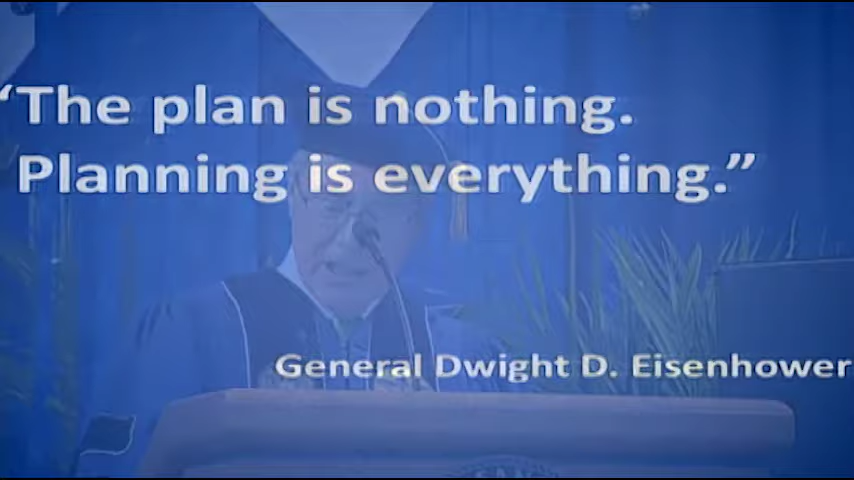 “The plan is nothing.
Planning is everything.”
General Dwight D. Eisenhower